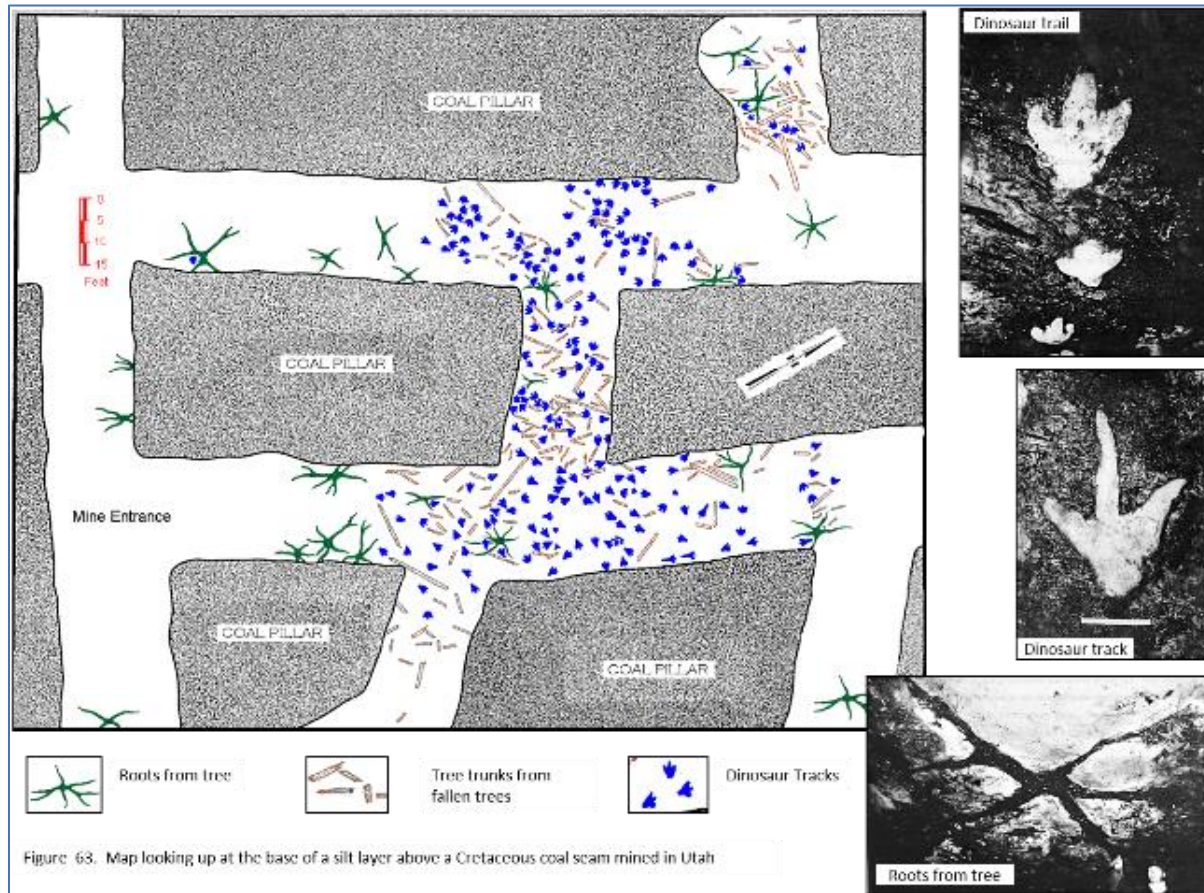 Dinosaur trail
COAL PILLAR
0
5
10
15
Feet
COAL PILLAR
COAL PILLAR
Mine Entrance
COAL PILLAR
COAL PILLAR
Dinosaur track
Roots from tree
Roots from tree
Tree trunks from
fallen trees
Dinosaur Tracks
Figure 63. Map looking up at the base of a silt layer above a Cretaceous coal seam mined in Utah